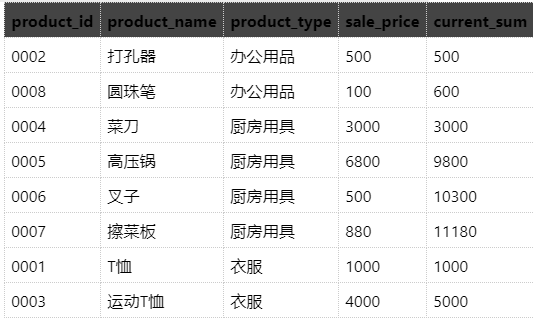 product_id product_name product_type sale_price current_sum
0002 打孔器 办公用品 500 500
0008 圆珠笔 办公用品 100 600
0004 菜刀 厨房用具 3000 3000
0005 高压锅 厨房用具 6800 9800
0006 叉子 厨房用具 500 10300
0007 擦菜板 厨房用具 880 11180
0001 T恤 衣服 1000 1000
0003 运动T恤 衣服 4000 5000